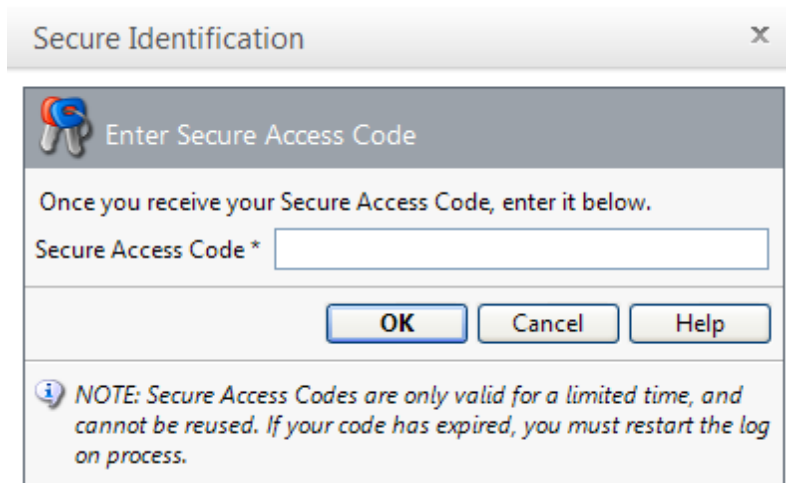 Secure Identification
Enter Secure Access Code
Once you receive your Secure Access Code, enter it below.
Secure Access Code *
OK Cancel Help
NOTE: Secure Access Codes are only valid for a limited time, and
cannot be reused. If your code has expired, you must restart the log
on process.